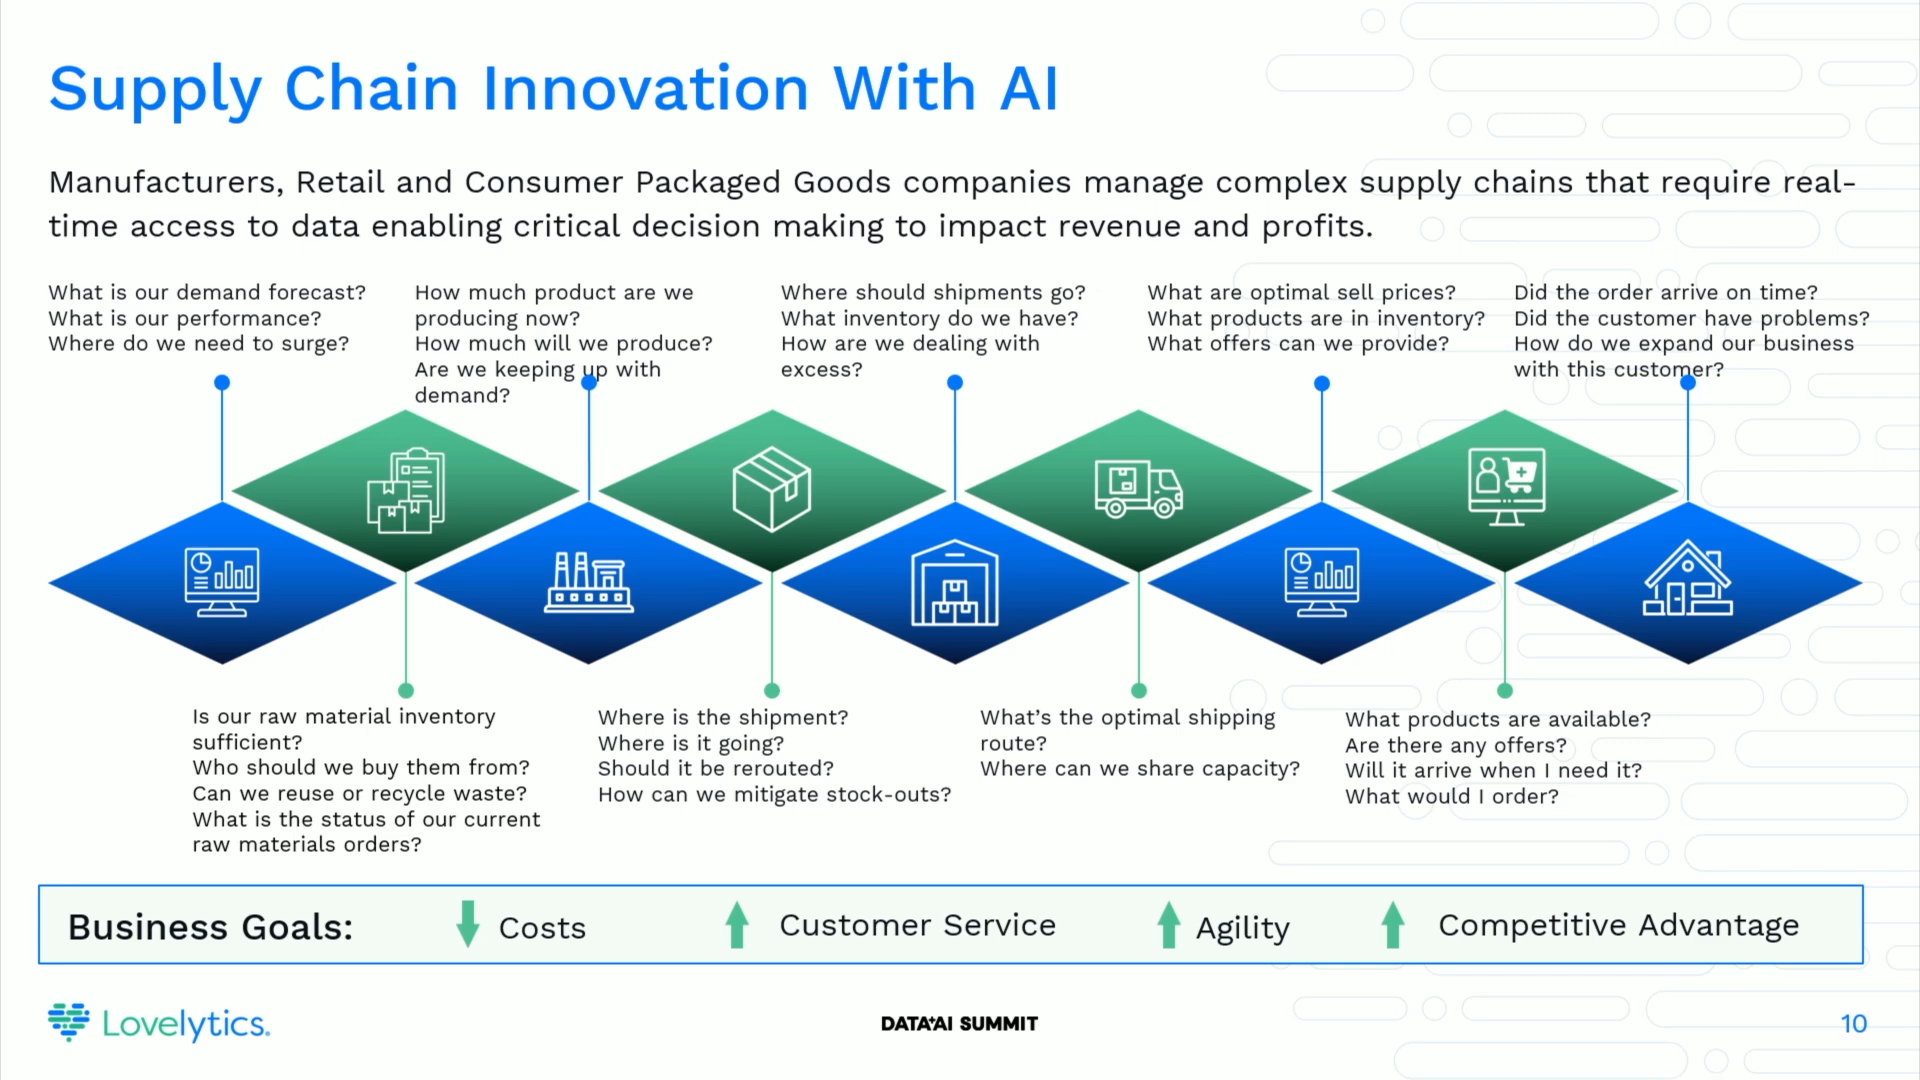 Supply Chain Innovation With AI
Manufacturers, Retail and Consumer Packaged Goods companies manage complex supply chains that require real-
time access to data enabling critical decision making to impact revenue and profits.
What is our demand forecast?
What is our performance?
Where do we need to surge?
How much product are we
producing now?
How much will we produce?
Are we keeping up with
demand?
Where should shipments go?
What inventory do we have?
How are we dealing with
excess?
What are optimal sell prices?
What products are in inventory?
What offers can we provide?
Did the order arrive on time?
Did the customer have problems?
How do we expand our business
with this customer?
Is our raw material inventory
sufficient?
Who should we buy them from?
Can we reuse or recycle waste?
What is the status of our current
raw materials orders?
Where is the shipment?
Where is it going?
Should it be rerouted?
How can we mitigate stock-outs?
What’s the optimal shipping
route?
Where can we share capacity?
What products are available?
Are there any offers?
Will it arrive when I need it?
What would I order?
Business Goals:
Costs
Customer Service
Agility
Competitive Advantage
Lovelytics.
DATA+AI SUMMIT
10